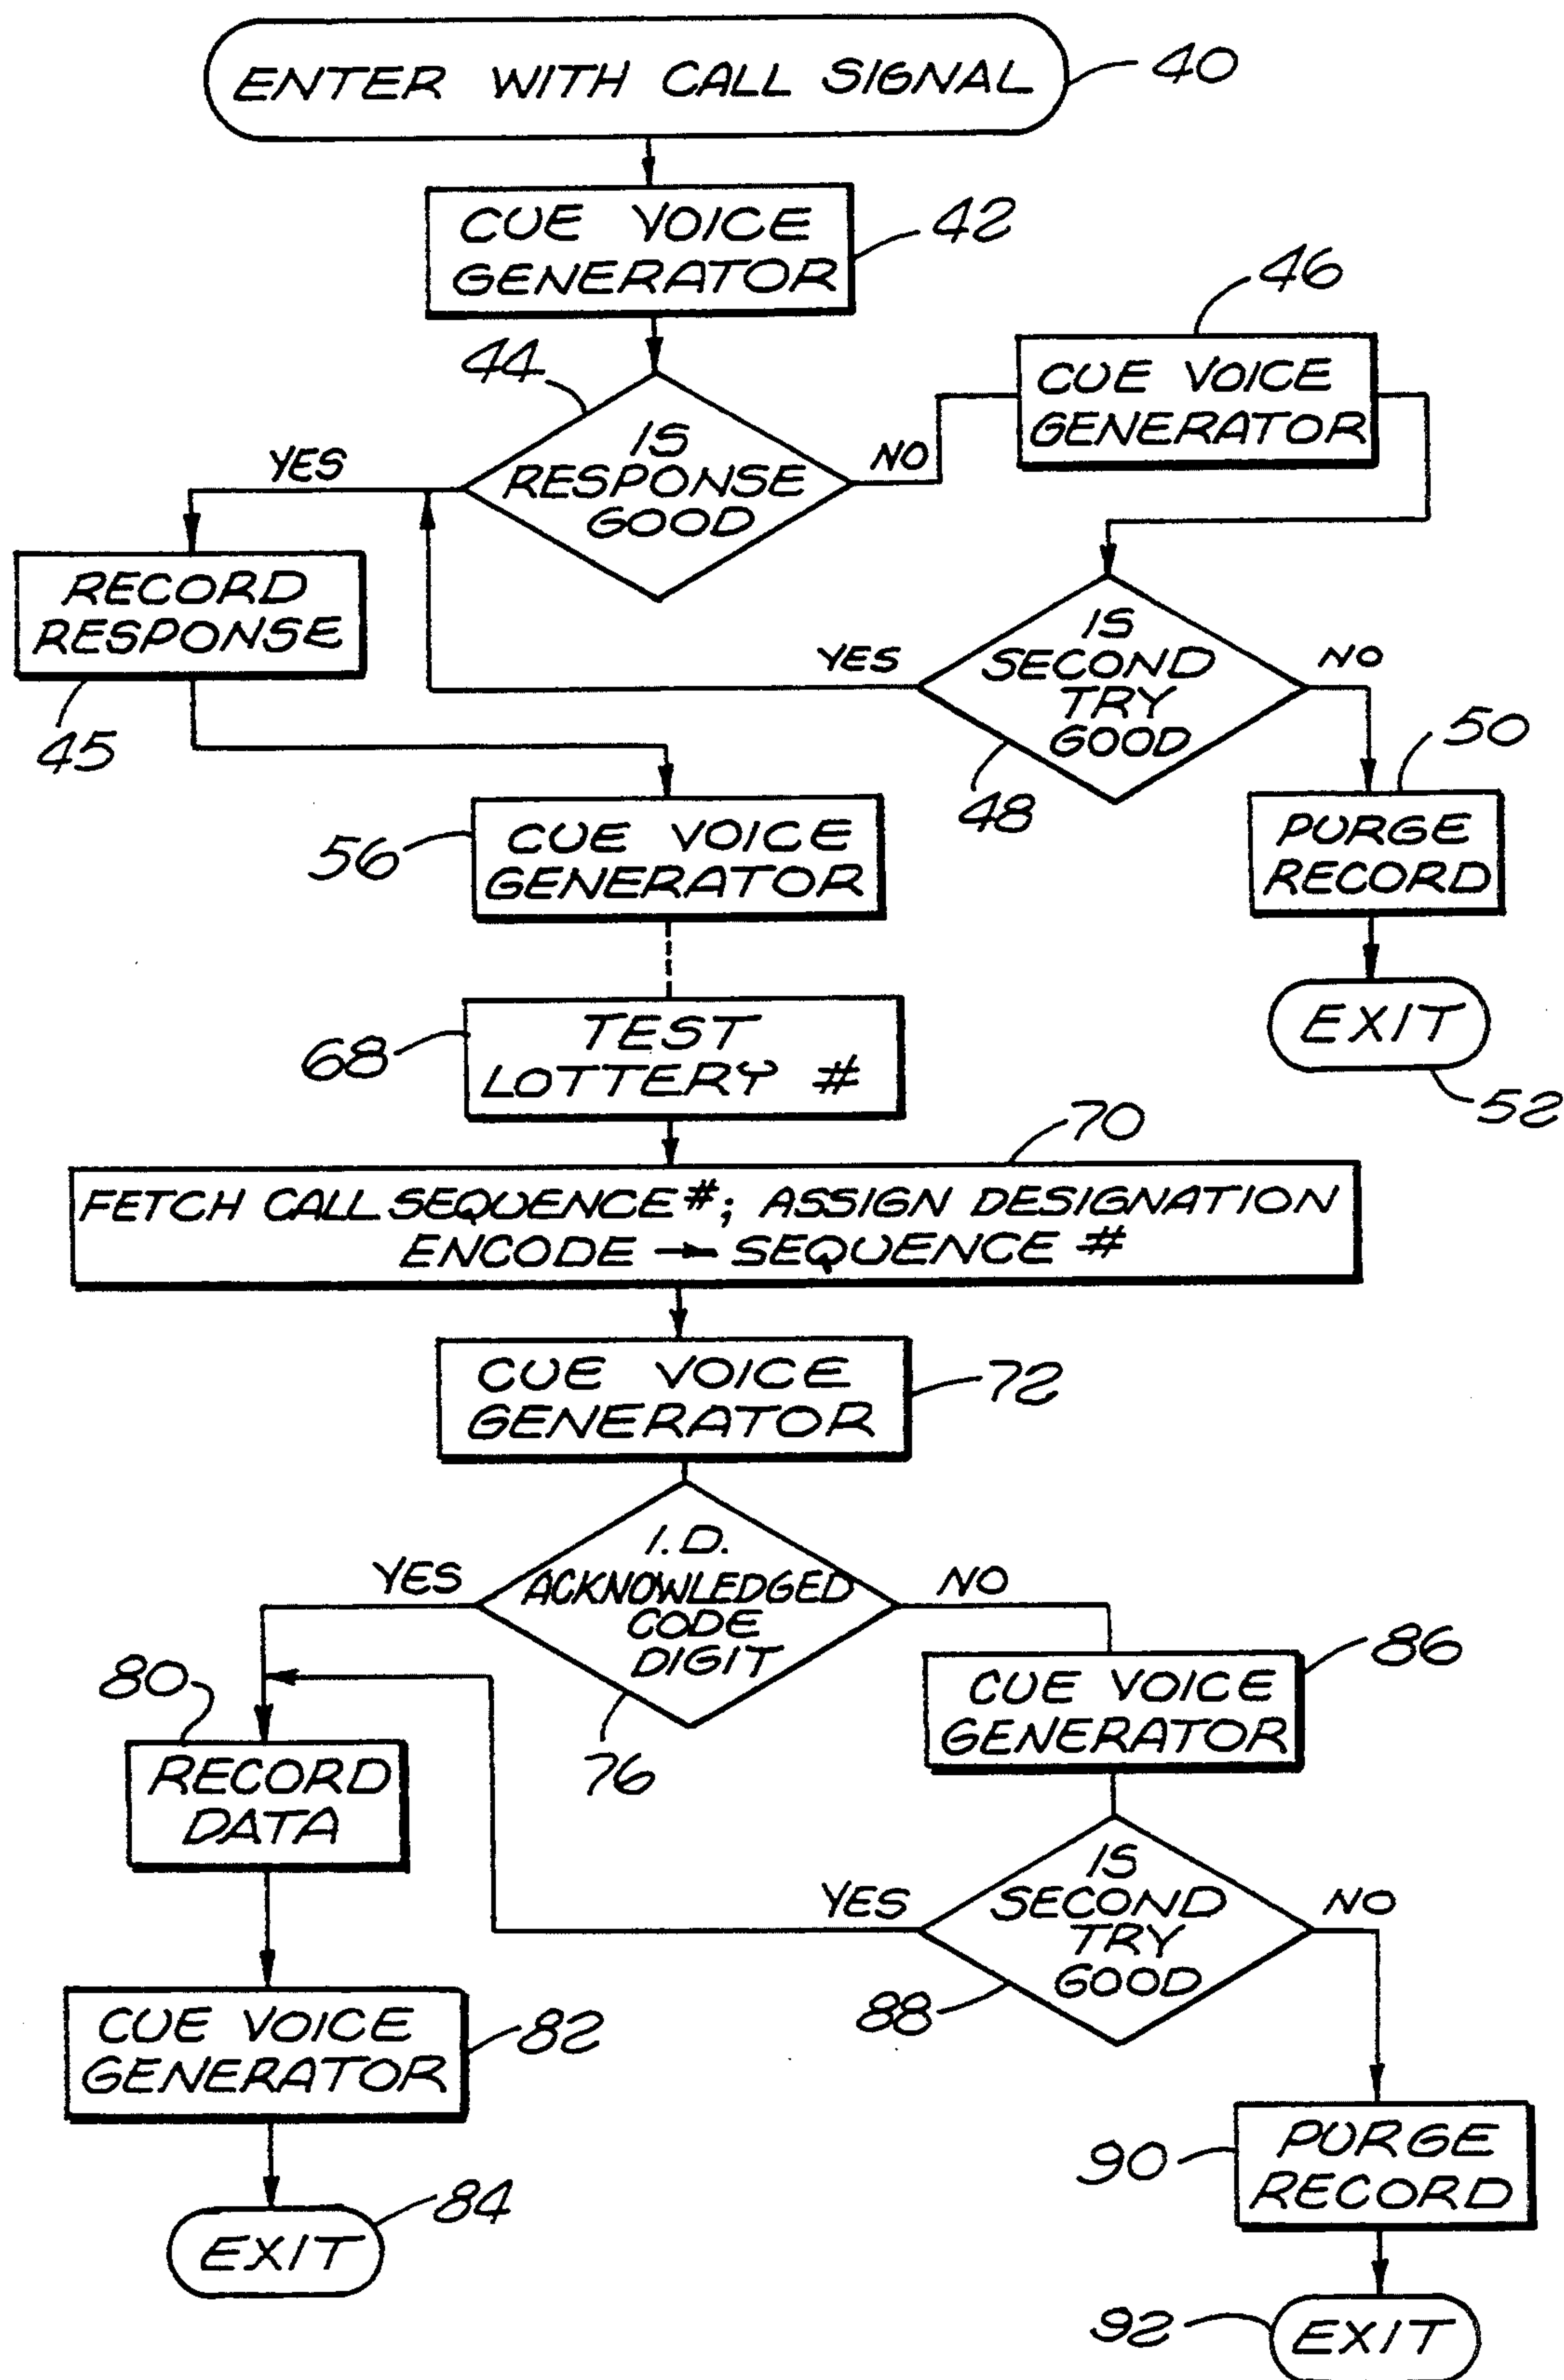 ENTER WITH CALL SIGNAL
40
CUE VOICE
GENERATOR
42
46
44
CUE VOICE
GENERATOR
IS
RESPONSE
GOOD
YES
NO
RECORD
RESPONSE
45
IS
SECOND
TRY
GOOD
YES
NO
48
50
56
CUE VOICE
GENERATOR
PURGE
RECORD
68
TEST
LOTTERY #
EXIT
52
70
FETCH CALL SEQUENCE #; ASSIGN DESIGNATION
ENCODE → SEQUENCE #
CUE VOICE
GENERATOR
72
I.D.
ACKNOWLEDGED
CODE
DIGIT
YES
NO
76
86
80
CUE VOICE
GENERATOR
RECORD
DATA
IS
SECOND
TRY
GOOD
YES
NO
88
CUE VOICE
GENERATOR
82
90
PURGE
RECORD
84
EXIT
92
EXIT